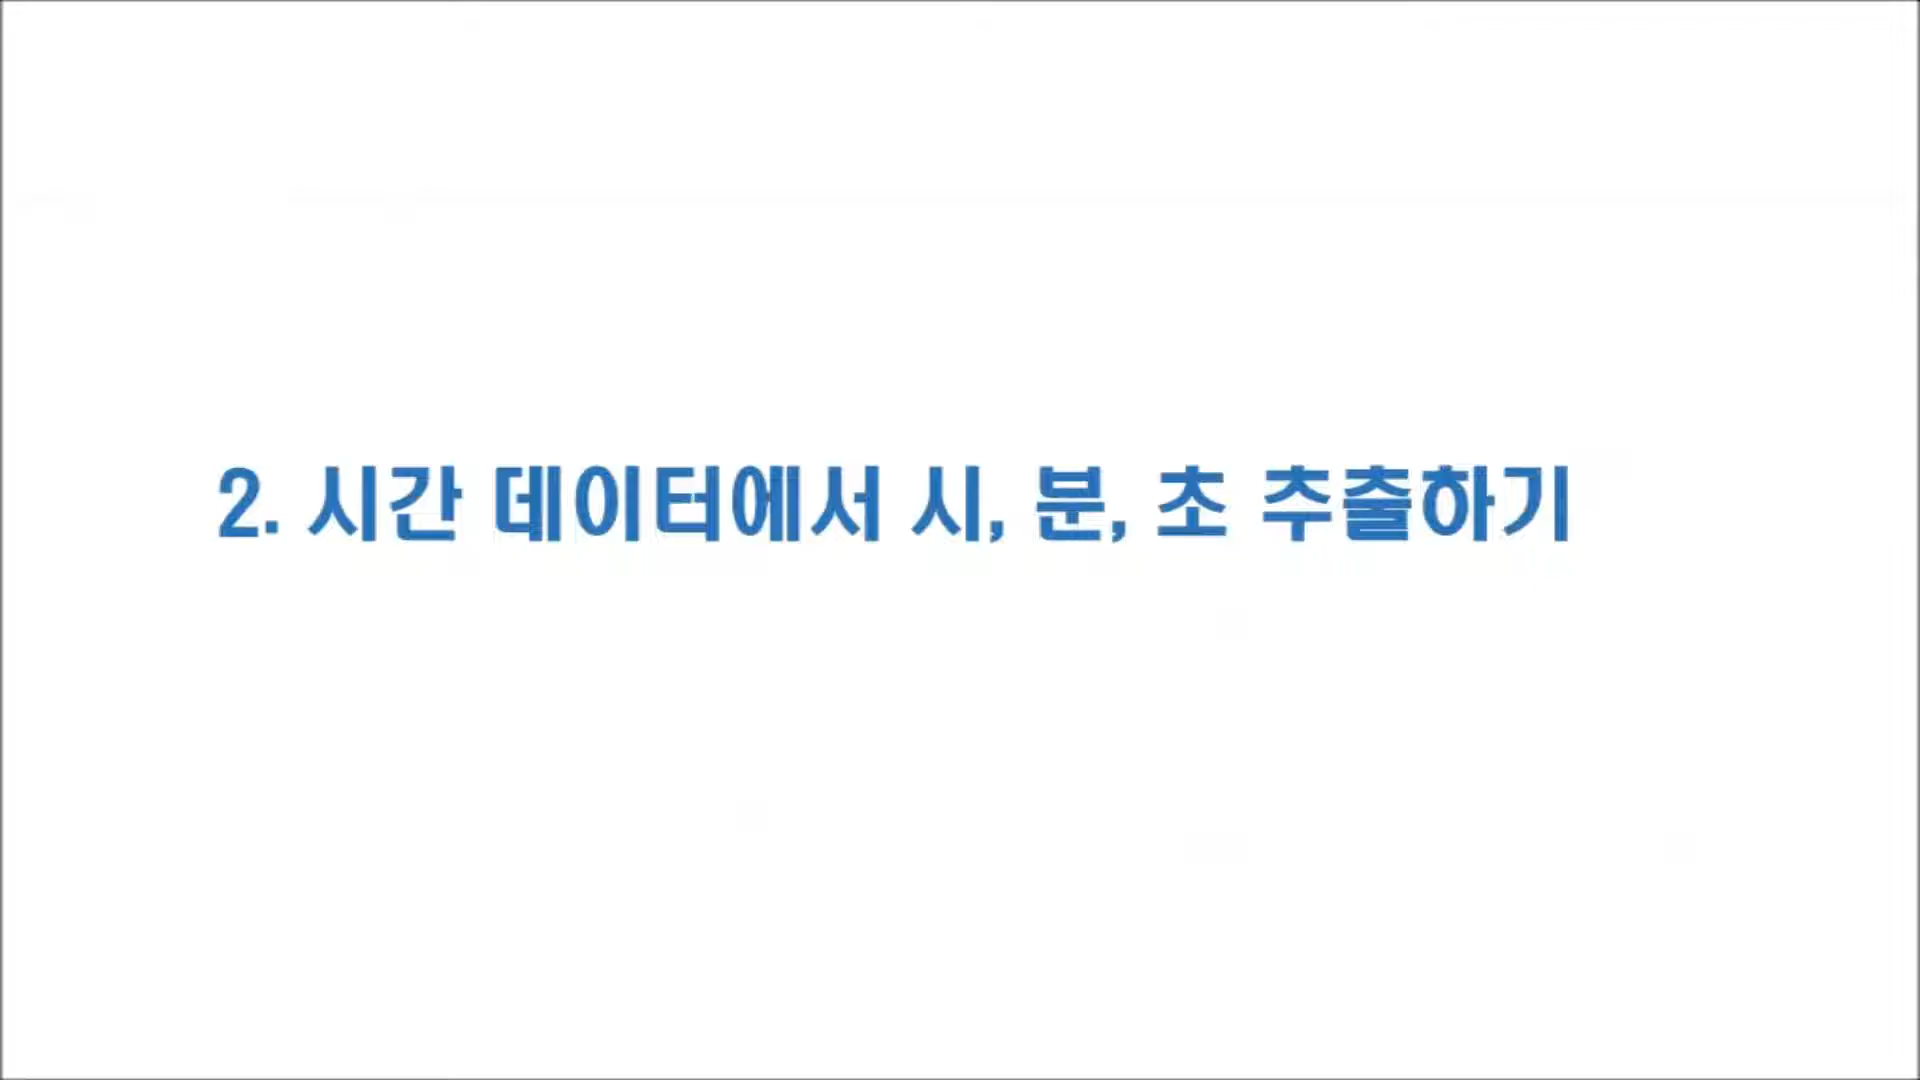 2. 시간 데이터에서 시, 분, 초 추출하기